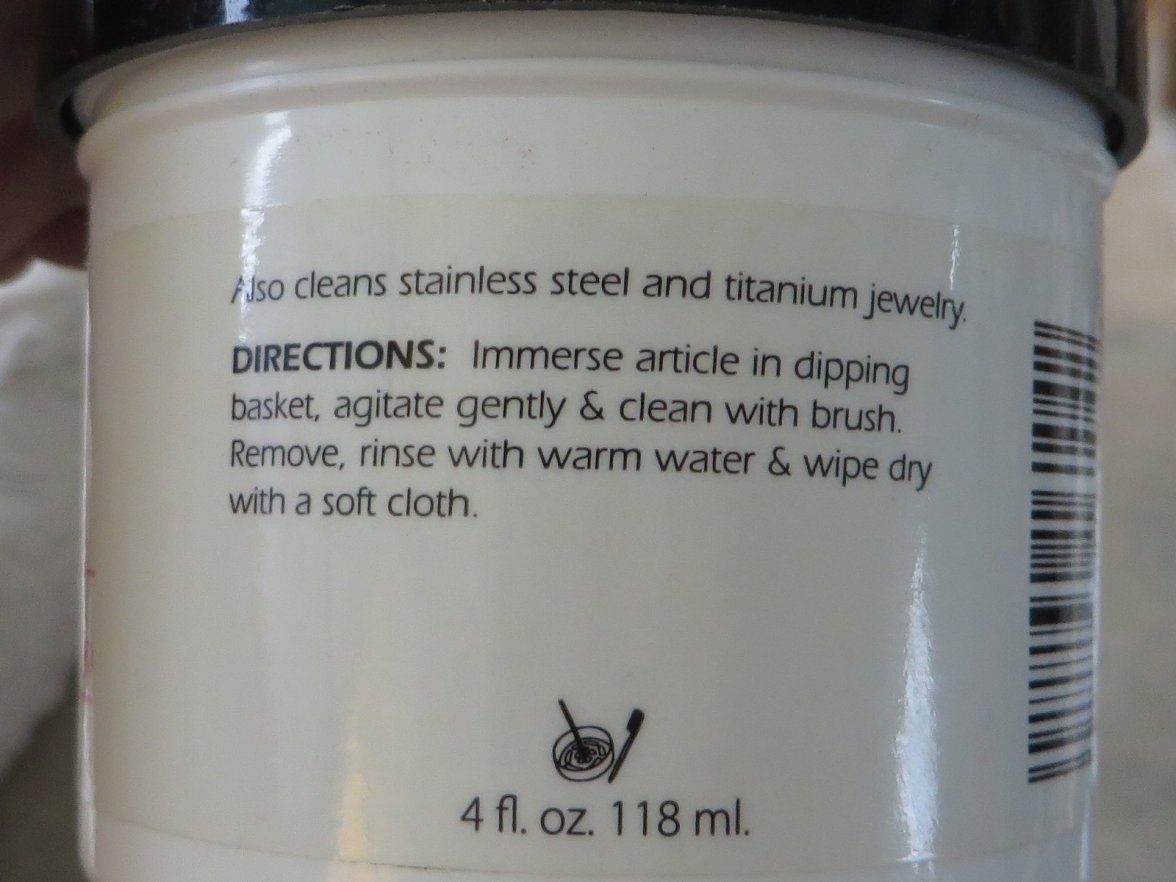 Also cleans stainless steel and titanium jewelry.
DIRECTIONS: Immerse article in dipping
basket, agitate gently & clean with brush.
Remove, rinse with warm water & wipe dry
with a soft cloth.
4 fl. oz. 118 ml.